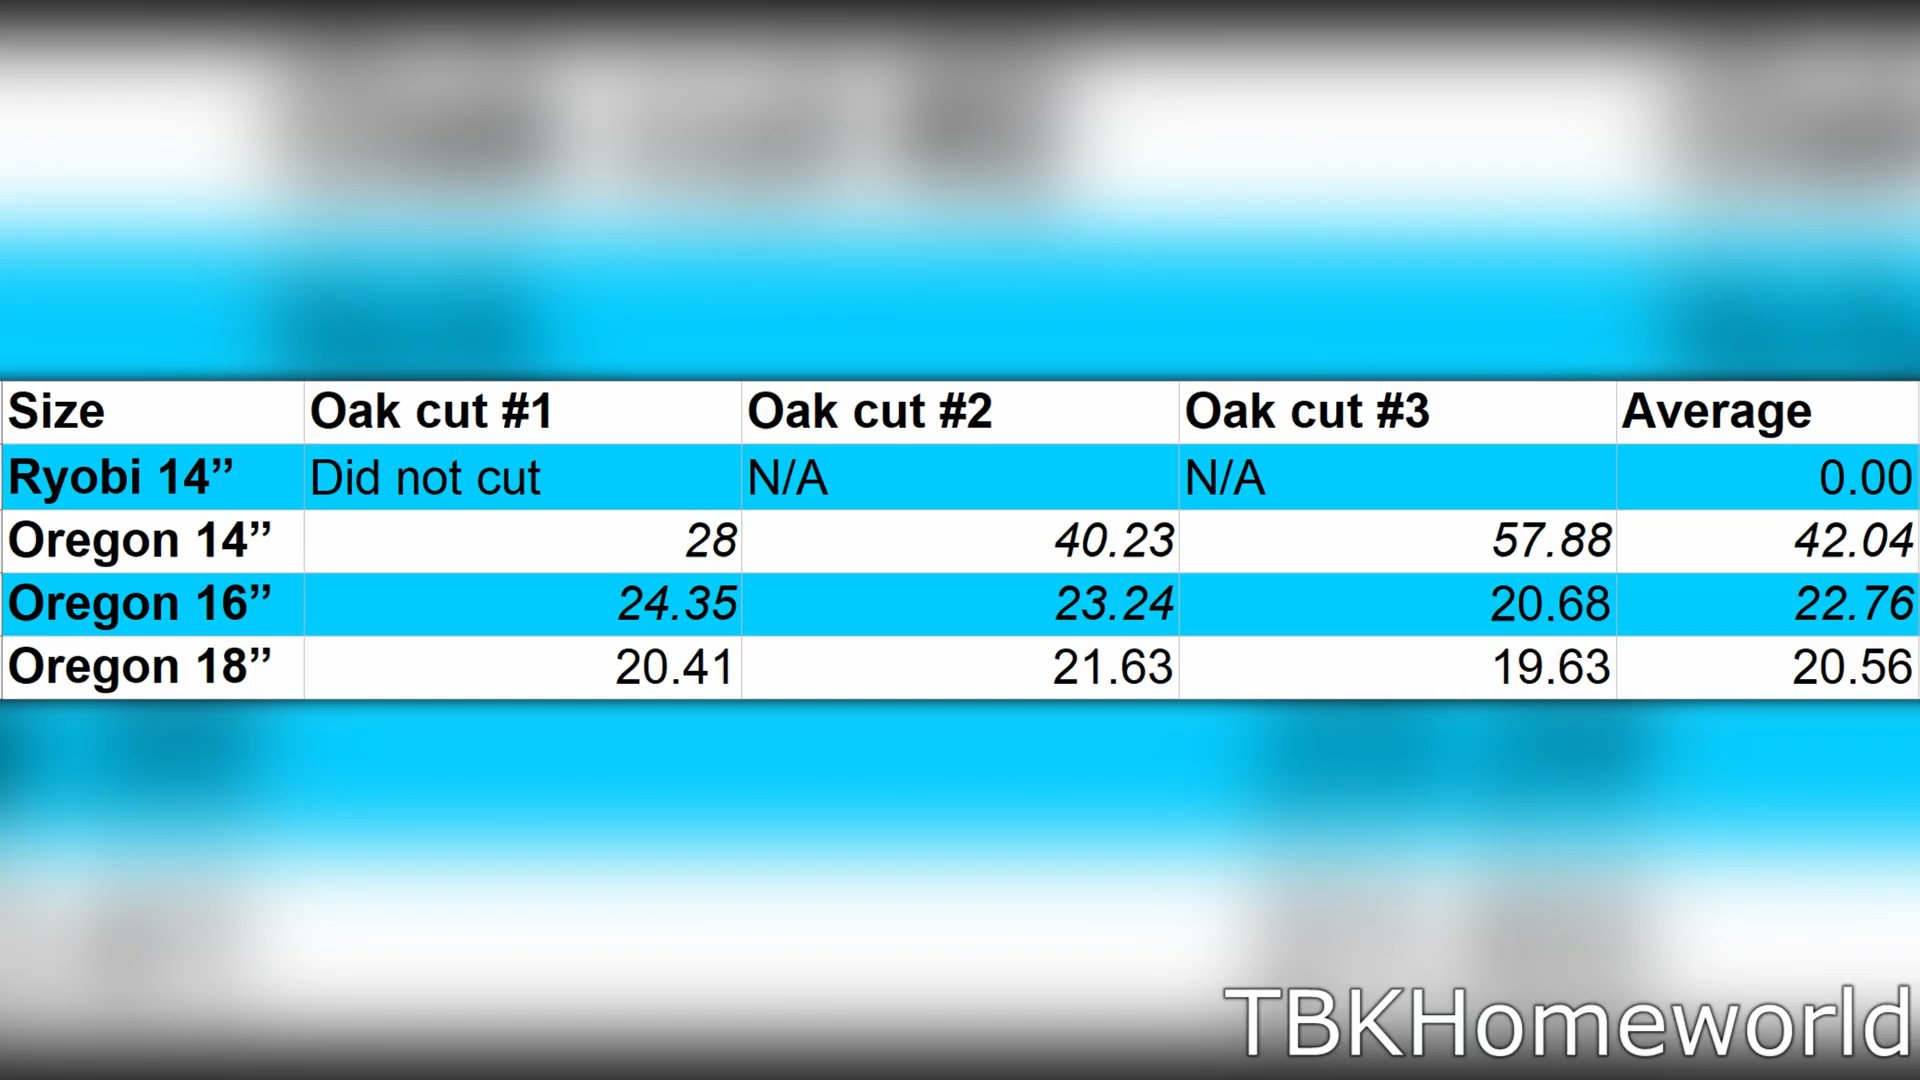 Size Oak cut #1 Oak cut #2 Oak cut #3 Average
Ryobi 14” Did not cut N/A N/A 0.00
Oregon 14” 28 40.23 57.88 42.04
Oregon 16” 24.35 23.24 20.68 22.76
Oregon 18” 20.41 21.63 19.63 20.56
TBKHomeworld